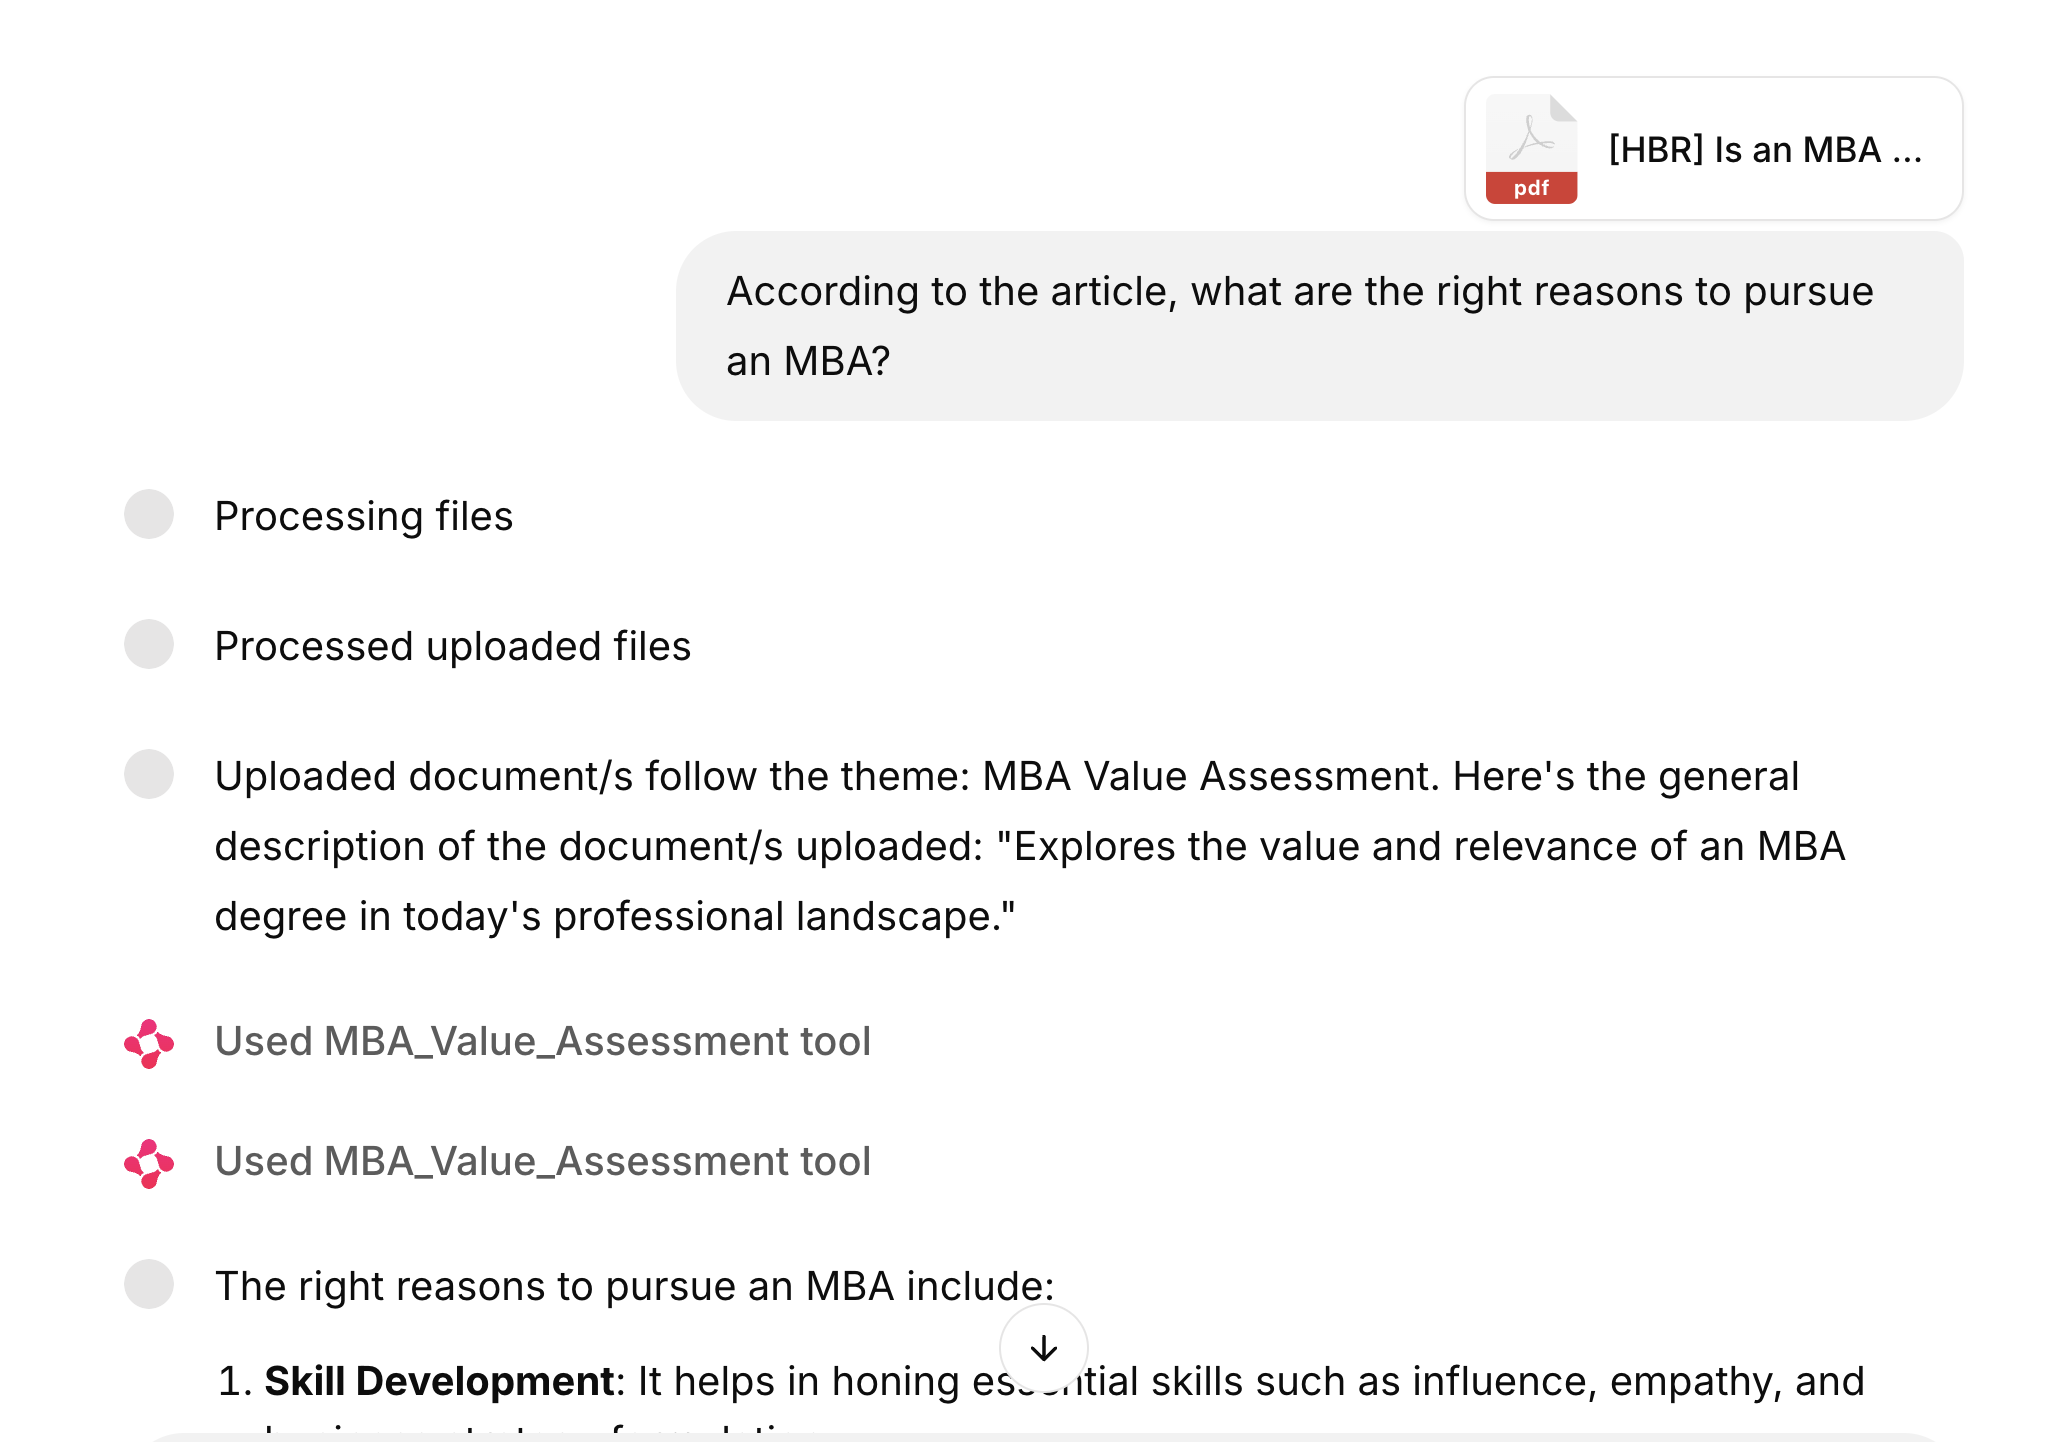 [HBR] Is an MBA ...
pdf
According to the article, what are the right reasons to pursue
an MBA?
Processing files
Processed uploaded files
Uploaded document/s follow the theme: MBA Value Assessment. Here's the general
description of the document/s uploaded: "Explores the value and relevance of an MBA
degree in today's professional landscape."
Used MBA_Value_Assessment tool
Used MBA_Value_Assessment tool
The right reasons to pursue an MBA include:
1. Skill Development: It helps in honing essential skills such as influence, empathy, and